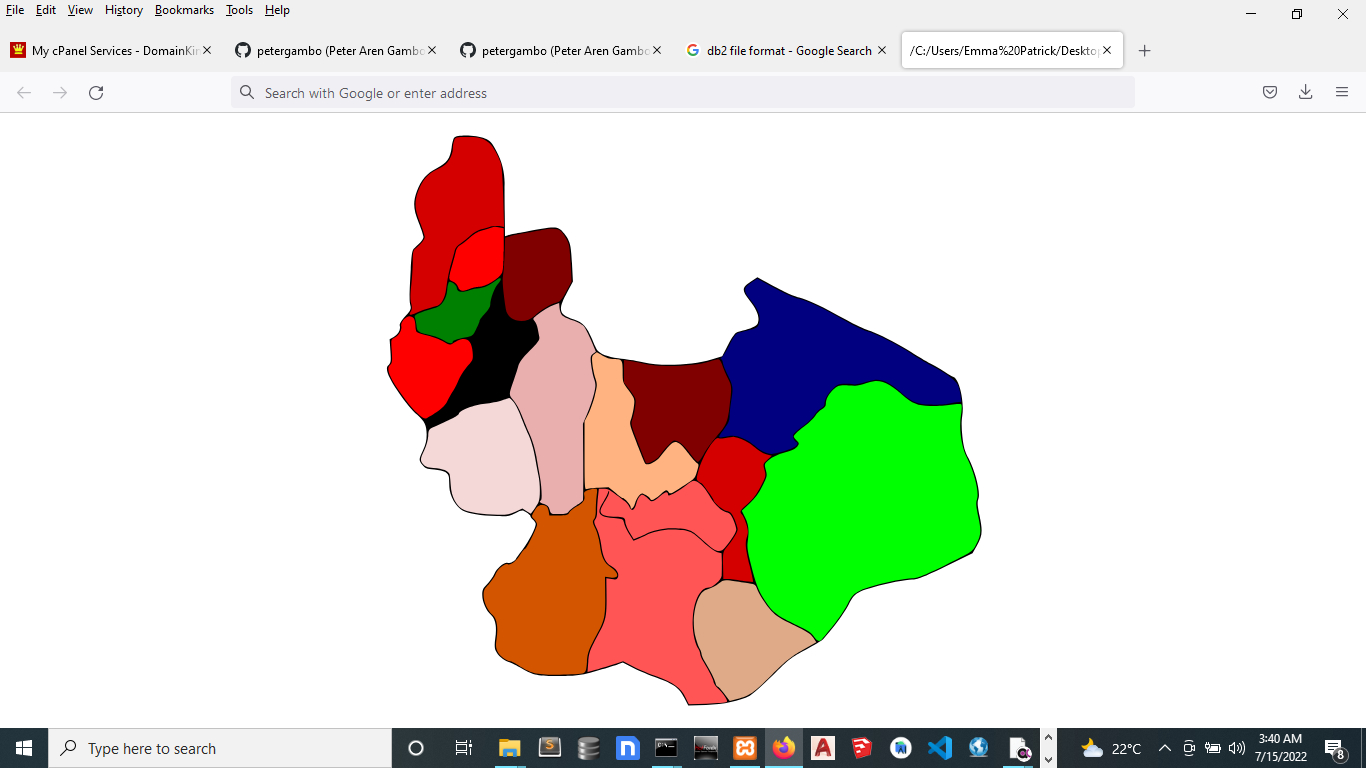 File Edit View History Bookmarks Tools Help
My cPanel Services - DomainKin
petergambo (Peter Aren Gambo
petergambo (Peter Aren Gambo
db2 file format - Google Search
/C:/Users/Emma%20Patrick/Deskto
Search with Google or enter address
Type here to search
22°C
3:40 AM
7/15/2022
8